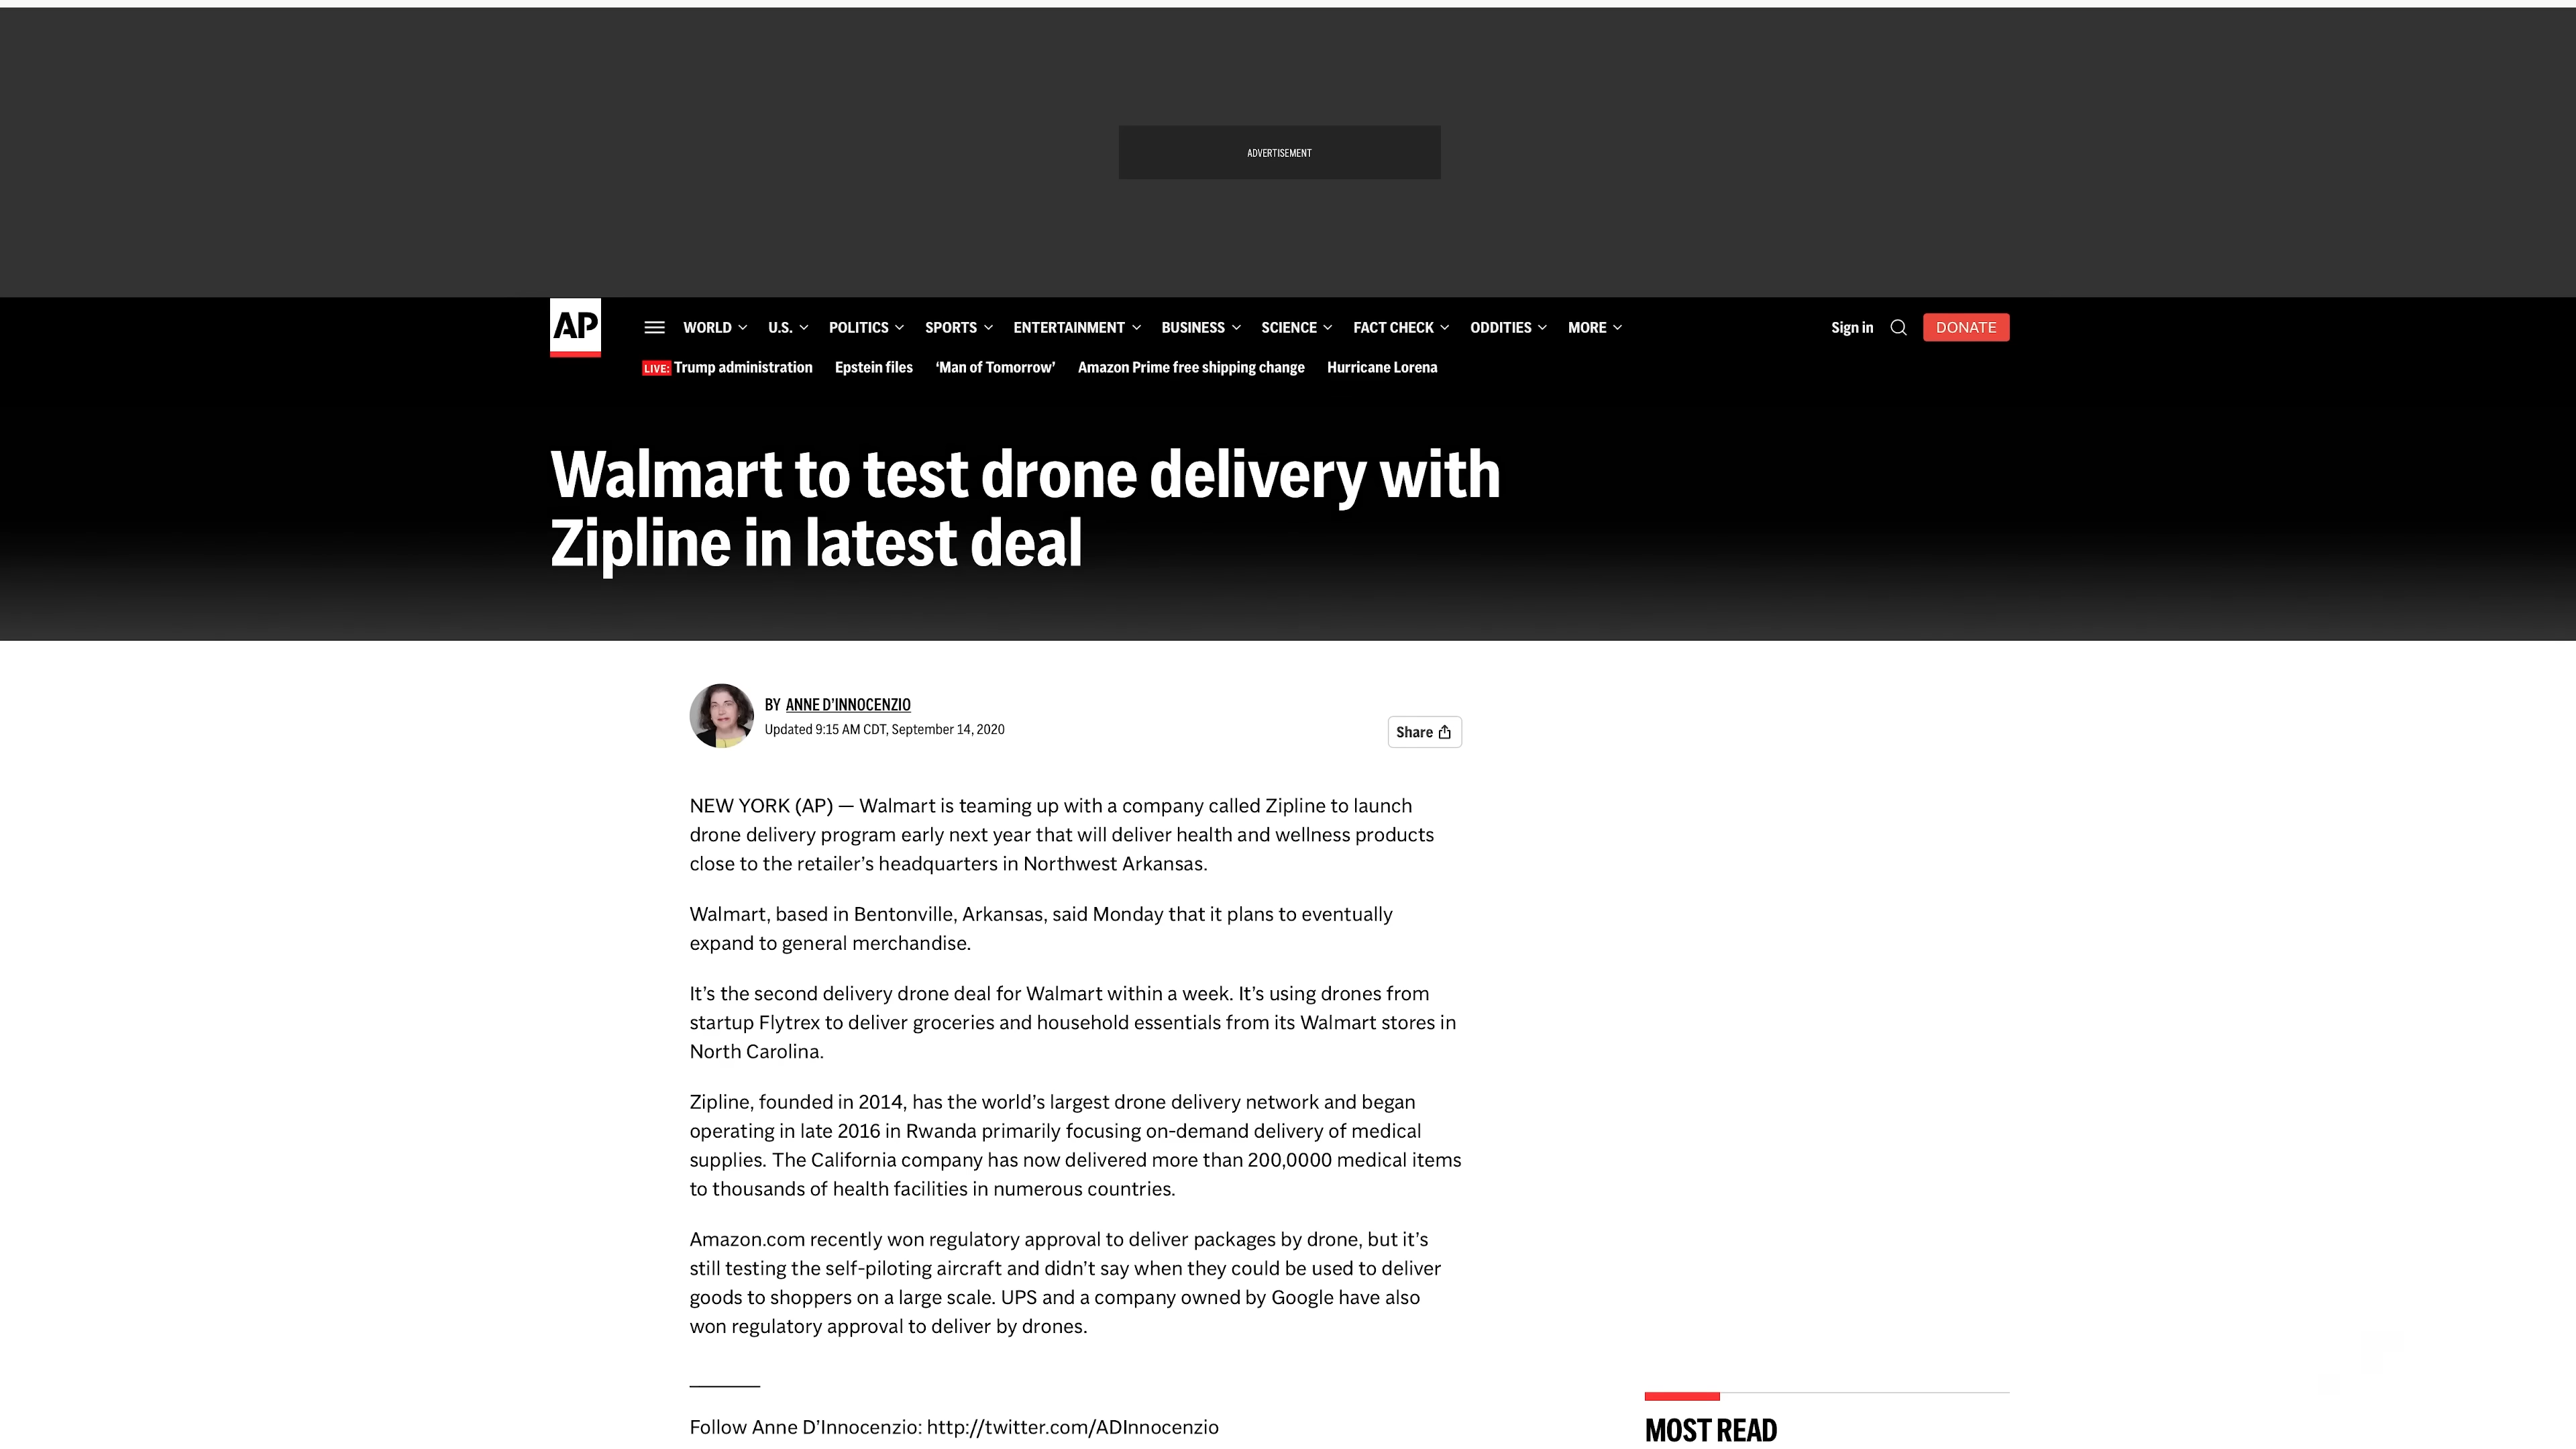 ADVERTISEMENT
AP
WORLD U.S. POLITICS SPORTS ENTERTAINMENT BUSINESS SCIENCE FACT CHECK ODDITIES MORE Sign in DONATE
LIVE: Trump administration Epstein files ‘Man of Tomorrow’ Amazon Prime free shipping change Hurricane Lorena
Walmart to test drone delivery with
Zipline in latest deal
BY ANNE D’INNOCENZIO
Updated 9:15 AM CDT, September 14, 2020
Share
NEW YORK (AP) — Walmart is teaming up with a company called Zipline to launch
drone delivery program early next year that will deliver health and wellness products
close to the retailer’s headquarters in Northwest Arkansas.
Walmart, based in Bentonville, Arkansas, said Monday that it plans to eventually
expand to general merchandise.
It’s the second delivery drone deal for Walmart within a week. It’s using drones from
startup Flytrex to deliver groceries and household essentials from its Walmart stores in
North Carolina.
Zipline, founded in 2014, has the world’s largest drone delivery network and began
operating in late 2016 in Rwanda primarily focusing on-demand delivery of medical
supplies. The California company has now delivered more than 200,0000 medical items
to thousands of health facilities in numerous countries.
Amazon.com recently won regulatory approval to deliver packages by drone, but it’s
still testing the self-piloting aircraft and didn’t say when they could be used to deliver
goods to shoppers on a large scale. UPS and a company owned by Google have also
won regulatory approval to deliver by drones.
Follow Anne D’Innocenzio: http://twitter.com/ADInnocenzio
MOST READ